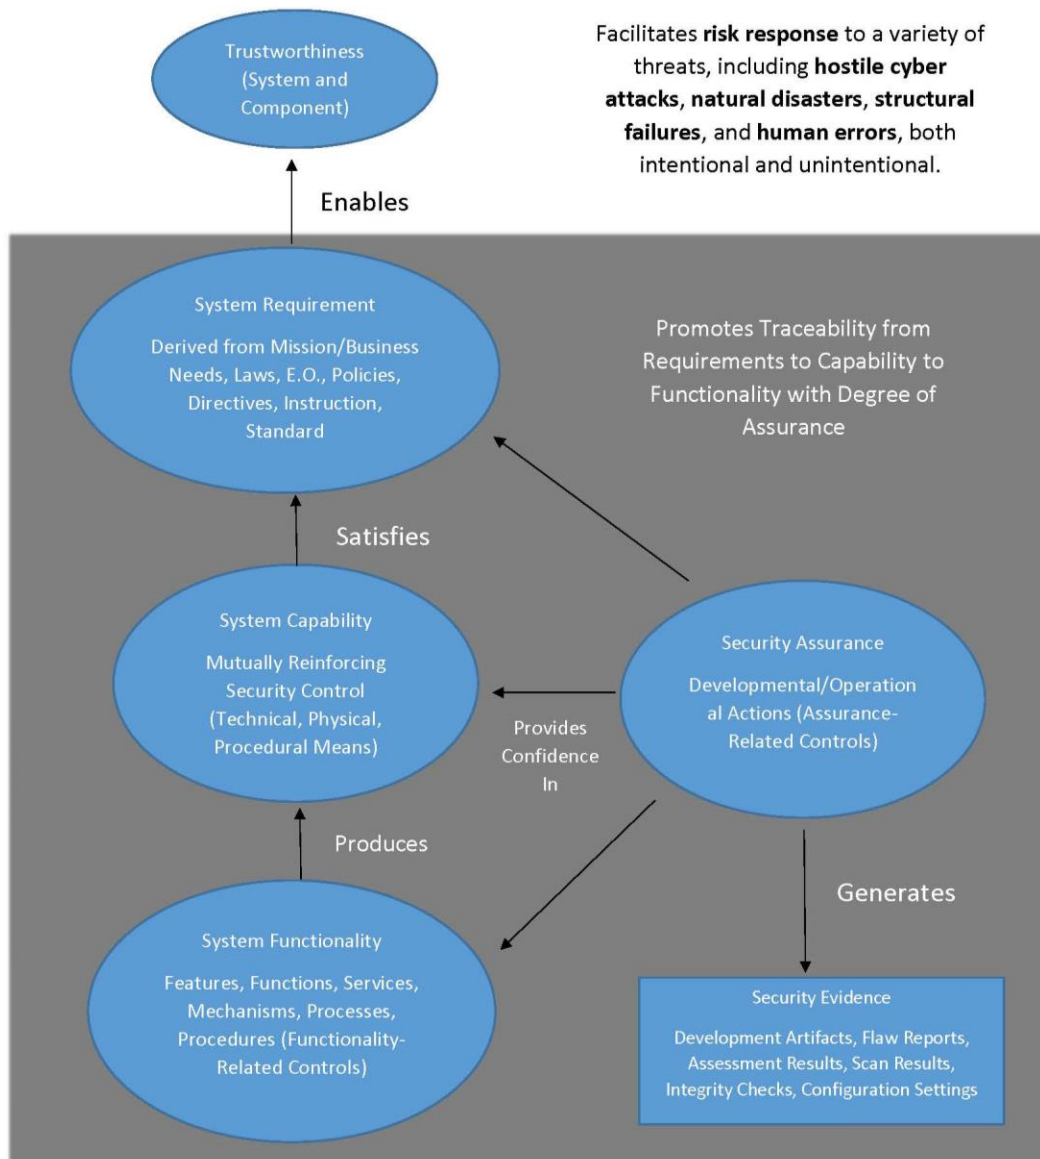 Trustworthiness
(System and
Component)
Facilitates risk response to a variety of
threats, including hostile cyber
attacks, natural disasters, structural
failures, and human errors, both
intentional and unintentional.
Enables
System Requirement
Derived from Mission/Business
Needs, Laws, E.O., Policies,
Directives, Instruction,
Standard
Promotes Traceability from
Requirements to Capability to
Functionality with Degree of
Assurance
Satisfies
System Capability
Mutually Reinforcing
Security Control
(Technical, Physical,
Procedural Means)
Security Assurance
Developmental/Operation
al Actions (Assurance-
Related Controls)
Provides
Confidence
In
Produces
Generates
System Functionality
Features, Functions, Services,
Mechanisms, Processes,
Procedures (Functionality-
Related Controls)
Security Evidence
Development Artifacts, Flaw Reports,
Assessment Results, Scan Results,
Integrity Checks, Configuration Settings